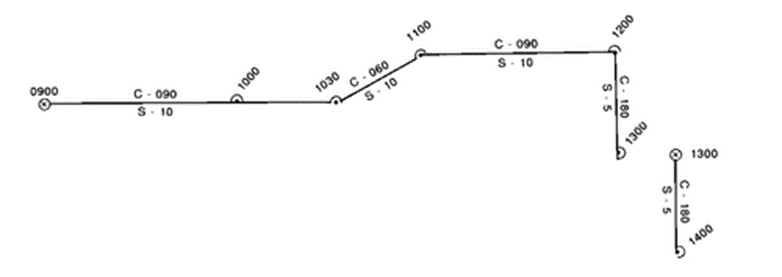 0900
C - 090
S - 10
1000
1030
C - 060
S - 10
1100
C - 090
S - 10
1200
C - 180
S - 5
1300
1300
C - 180
S - 5
1400